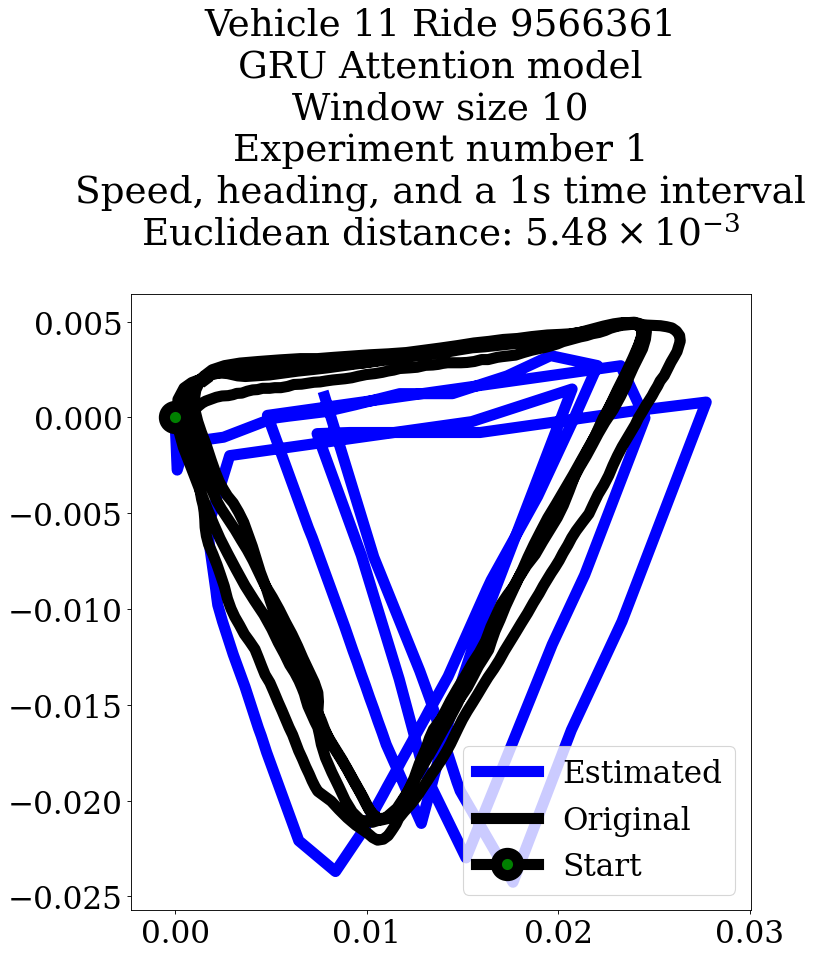 Vehicle 11 Ride 9566361
GRU Attention model
Window size 10
Experiment number 1
Speed, heading, and a 1s time interval
Euclidean distance: 5.48 × 10⁻³
0.005
0.000
−0.005
−0.010
−0.015
−0.020
−0.025
Estimated
Original
Start
0.00 0.01 0.02 0.03